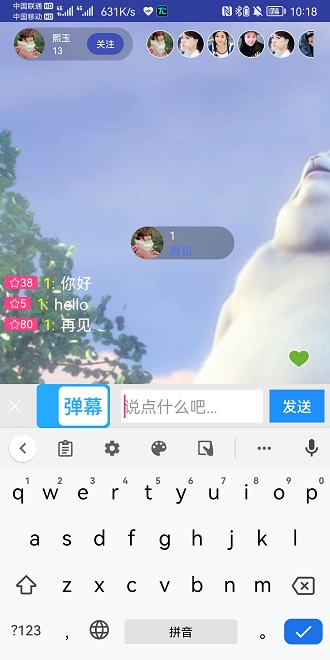 中国联通 HD 4G 4G 631K/s 10:18
中国移动 HD 74
熙玉
13
关注
1
再见
38 1: 你好
5 1: hello
80 1: 再见
弹幕 说点什么吧... 发送
1 2 3 4 5 6 7 8 9 0
q w e r t y u i o p
a s d f g h j k l
z x c v b n m
?123 , 拼音 。